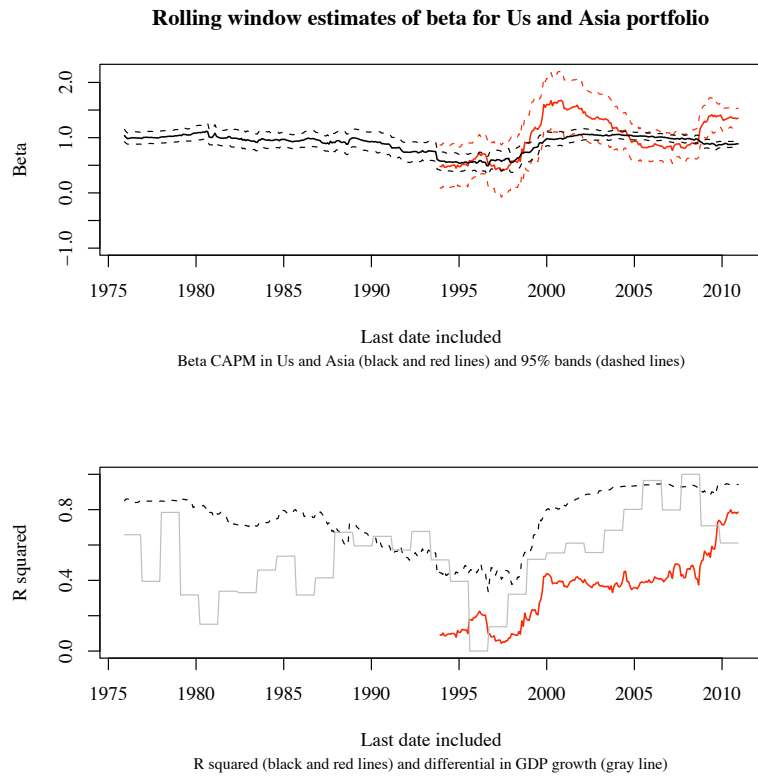 Rolling window estimates of beta for Us and Asia portfolio
Beta
2.0
1.0
0.0
−1.0
1975 1980 1985 1990 1995 2000 2005 2010
Last date included
Beta CAPM in Us and Asia (black and red lines) and 95% bands (dashed lines)
R squared
0.8
0.4
0.0
1975 1980 1985 1990 1995 2000 2005 2010
Last date included
R squared (black and red lines) and differential in GDP growth (gray line)